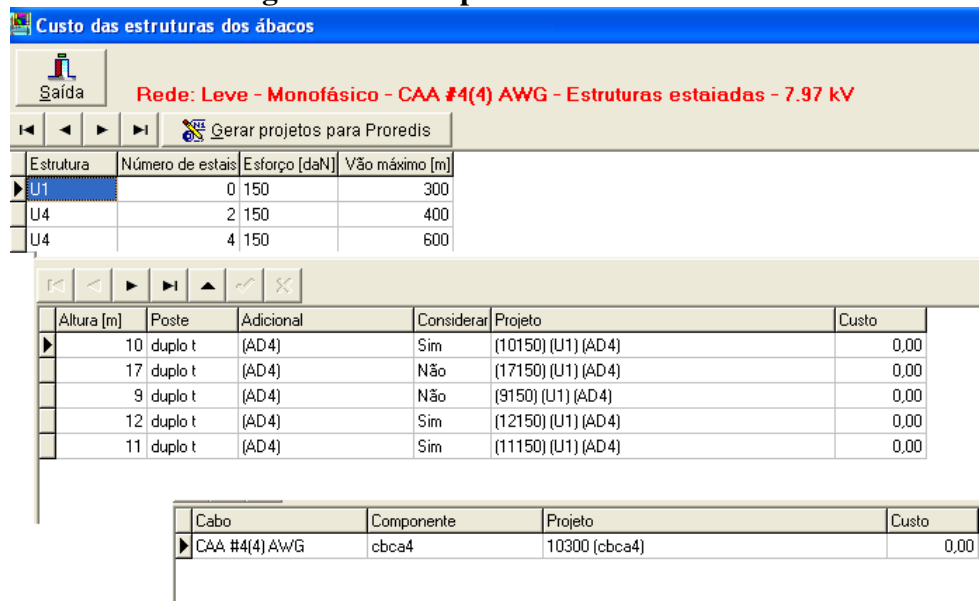 Custo das estruturas dos ábacos
Saída
Rede: Leve - Monofásico - CAA #4(4) AWG - Estruturas estaiadas - 7.97 kV
Gerar projetos para Proredis
Estrutura Número de estais Esforço [daN] Vão máximo [m]
U1 0 150 300
U4 2 150 400
U4 4 150 600
Altura [m] Poste Adicional Considerar Projeto Custo
10 duplo t (AD4) Sim (10150) (U1) (AD4) 0,00
17 duplo t (AD4) Não (17150) (U1) (AD4) 0,00
9 duplo t (AD4) Não (9150) (U1) (AD4) 0,00
12 duplo t (AD4) Sim (12150) (U1) (AD4) 0,00
11 duplo t (AD4) Sim (11150) (U1) (AD4) 0,00
Cabo Componente Projeto Custo
CAA #4(4) AWG cbca4 10300 (cbca4) 0,00